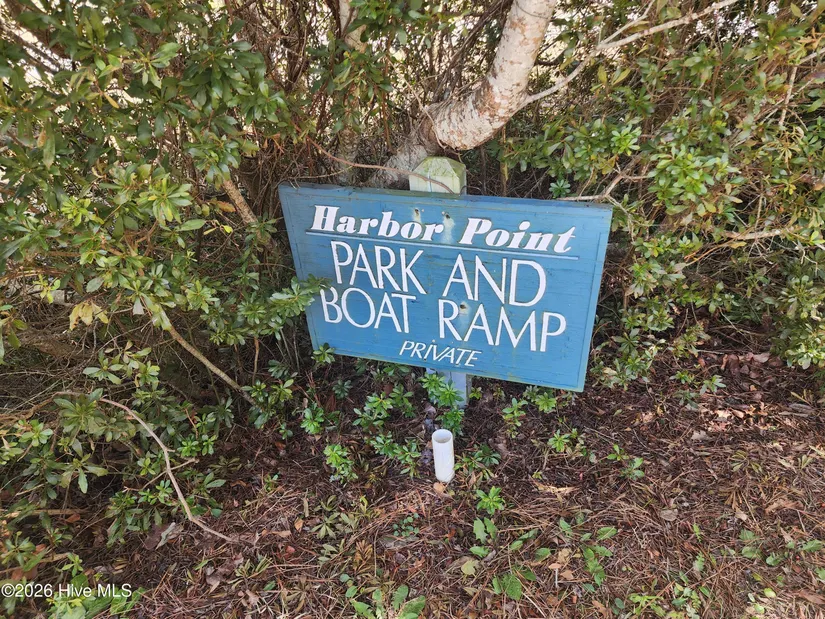 Harbor Point
PARK AND
BOAT RAMP
PRIVATE
©2026 Hive MLS